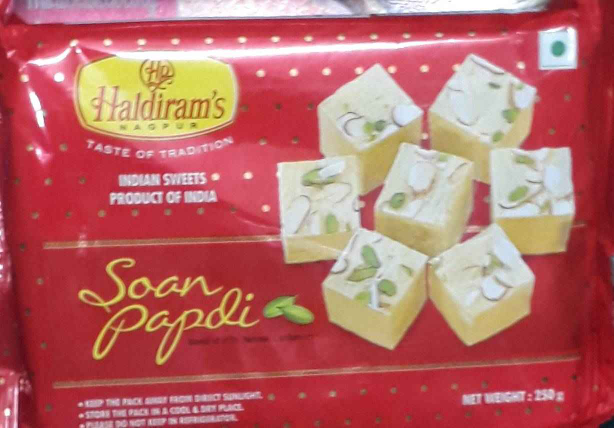 HR
Haldiram's
NAGPUR
TASTE OF TRADITION
INDIAN SWEETS
PRODUCT OF INDIA
Soan
papdi
• KEEP THE PACK AWAY FROM DIRECT SUNLIGHT.
• STORE THE PACK IN A COOL & DRY PLACE.
• PLEASE DO NOT KEEP IN REFRIGERATOR.
NET WEIGHT : 250 g